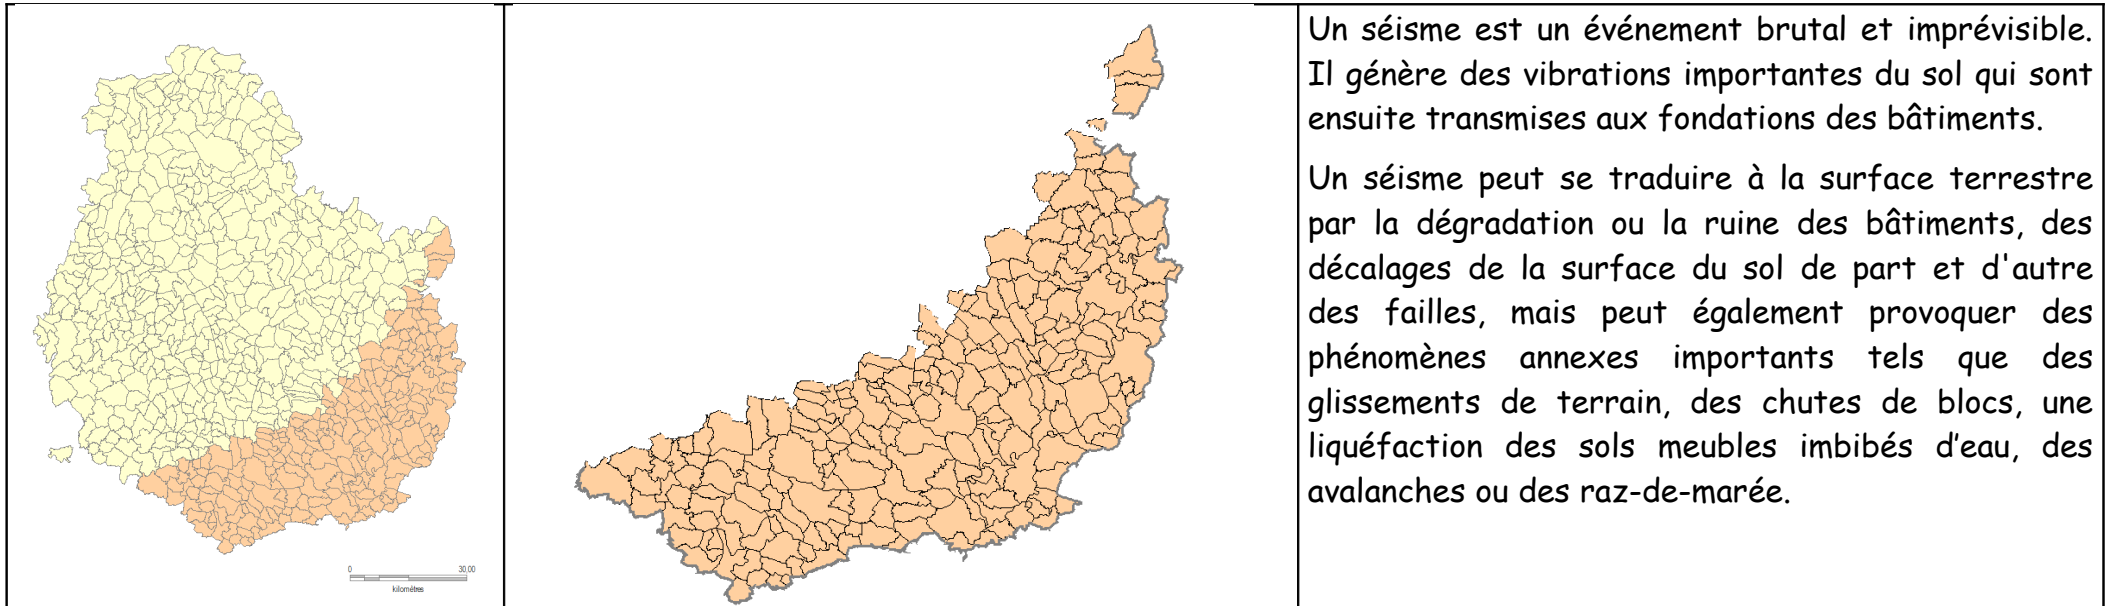 Un séisme est un événement brutal et imprévisible.
Il génère des vibrations importantes du sol qui sont
ensuite transmises aux fondations des bâtiments.
Un séisme peut se traduire à la surface terrestre
par la dégradation ou la ruine des bâtiments, des
décalages de la surface du sol de part et d'autre
des failles, mais peut également provoquer des
phénomènes annexes importants tels que des
glissements de terrain, des chutes de blocs, une
liquéfaction des sols meubles imbibés d’eau, des
avalanches ou des raz-de-marée.
0 30,00
kilomètres